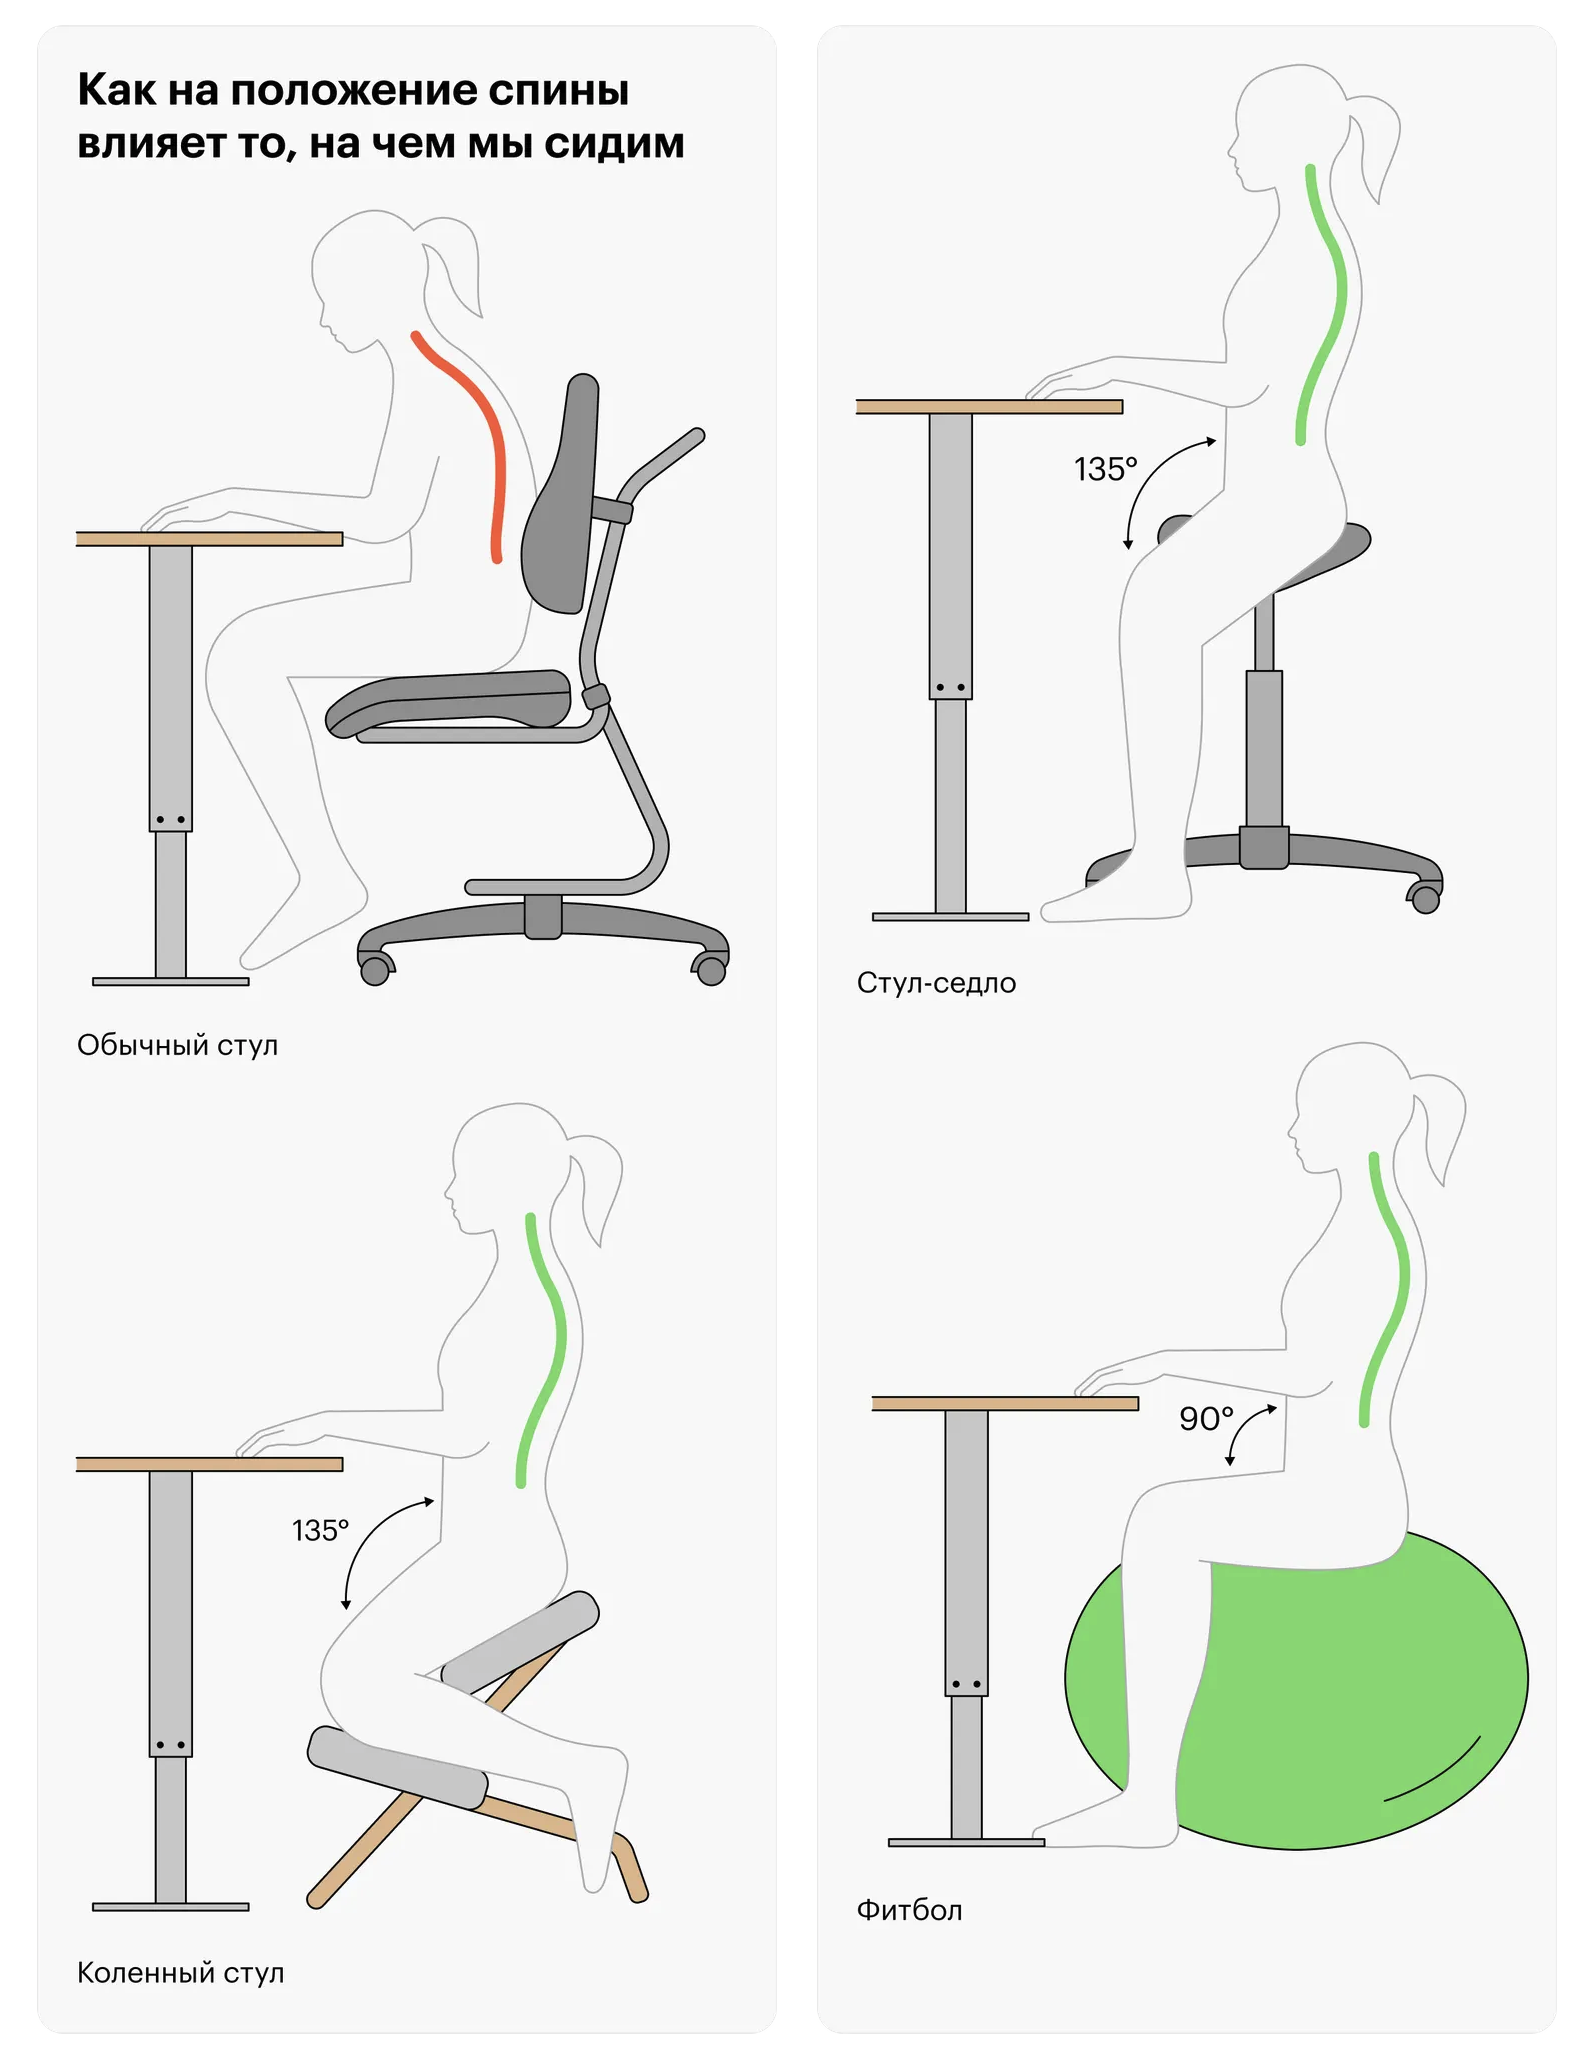 Как на положение спины
влияет то, на чем мы сидим
Обычный стул
135°
Коленный стул
135°
Стул-седло
90°
Фитбол